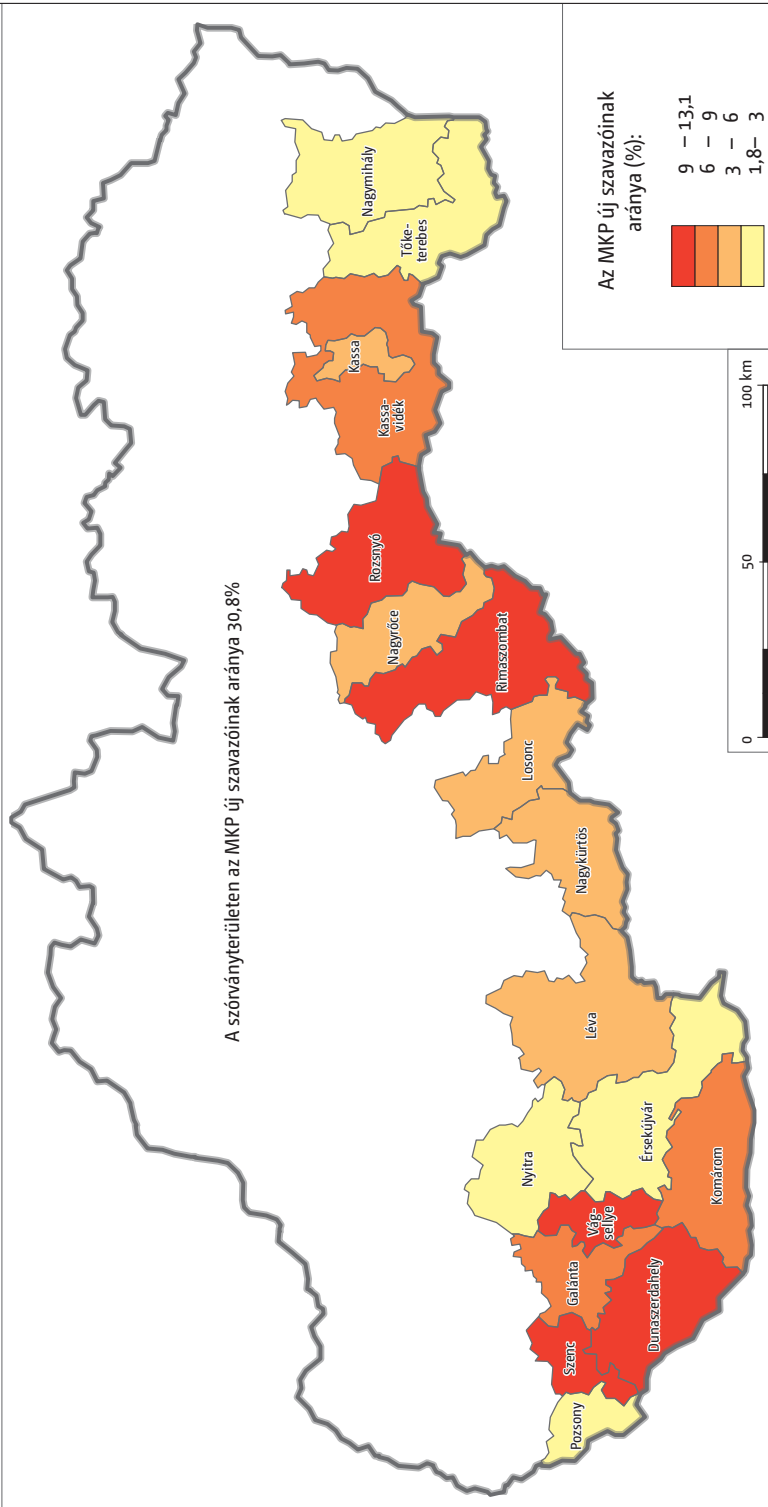 A szórványterületen az MKP új szavazóinak aránya 30,8%
Pozsony
Szenc
Dunaszerdahely
Galánta
Vág-
sellye
Komárom
Nyitra
Érsekújvár
Léva
Nagykürtös
Losonc
Rimaszombat
Nagyrőce
Rozsnyó
Kassa-
vidék
Kassa
Tőke-
terebes
Nagymihály
0 50 100 km
Az MKP új szavazóinak
aránya (%):
9 – 13,1
6 – 9
3 – 6
1,8– 3